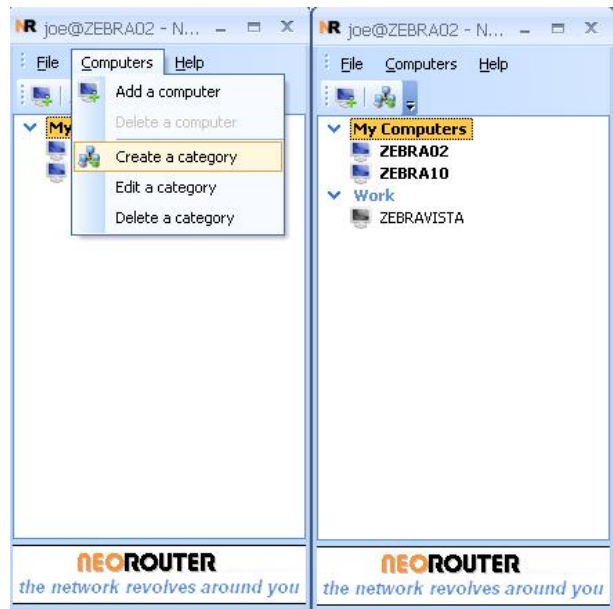 NR joe@ZEBRA02 - N...
File Computers Help
Add a computer
Delete a computer
Create a category
Edit a category
Delete a category
My
NEOROUTER
the network revolves around you
NR joe@ZEBRA02 - N...
File Computers Help
My Computers
ZEBRA02
ZEBRA10
Work
ZEBRAVISTA
NEOROUTER
the network revolves around you